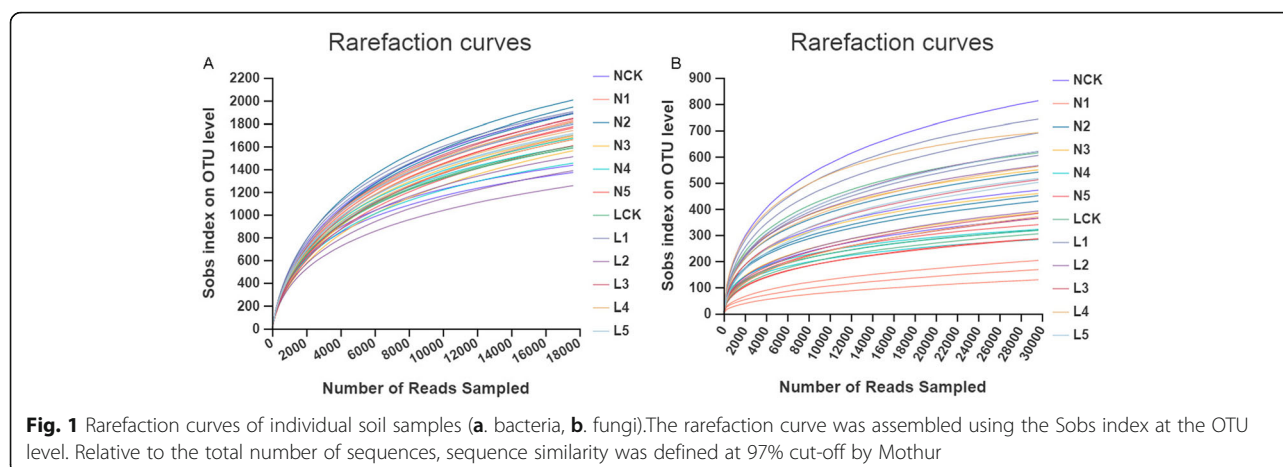 Rarefaction curves
A
Sobs index on OTU level
2200
2000
1800
1600
1400
1200
1000
800
600
400
200
0
0
2000
4000
6000
8000
10000
12000
14000
16000
18000
Number of Reads Sampled
NCK
N1
N2
N3
N4
N5
LCK
L1
L2
L3
L4
L5
Rarefaction curves
B
Sobs index on OTU level
900
800
700
600
500
400
300
200
100
0
0
2000
4000
6000
8000
10000
12000
14000
16000
18000
20000
22000
24000
26000
28000
30000
Number of Reads Sampled
NCK
N1
N2
N3
N4
N5
LCK
L1
L2
L3
L4
L5
Fig. 1 Rarefaction curves of individual soil samples (a. bacteria, b. fungi).The rarefaction curve was assembled using the Sobs index at the OTU
level. Relative to the total number of sequences, sequence similarity was defined at 97% cut-off by Mothur